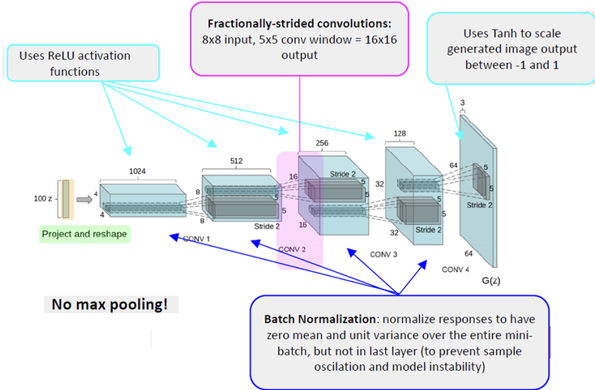 Fractionally-strided convolutions:
8x8 input, 5x5 conv window = 16x16
output
Uses ReLU activation
functions
Uses Tanh to scale
generated image output
between -1 and 1
3
1024
512
256
128
100 z
4
4
8
8
5
5
Stride 2
16
16
Stride 2
5
5
32
32
5
5
Stride 2
64
64
5
5
Stride 2
Project and reshape
CONV 1
CONV 2
CONV 3
CONV 4
G(z)
No max pooling!
Batch Normalization: normalize responses to have
zero mean and unit variance over the entire mini-
batch, but not in last layer (to prevent sample
oscilation and model instability)